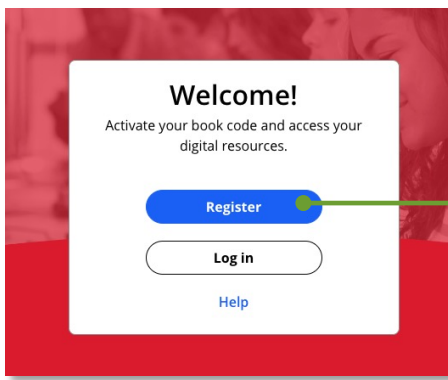 Welcome!
Activate your book code and access your
digital resources.
Register
Log in
Help